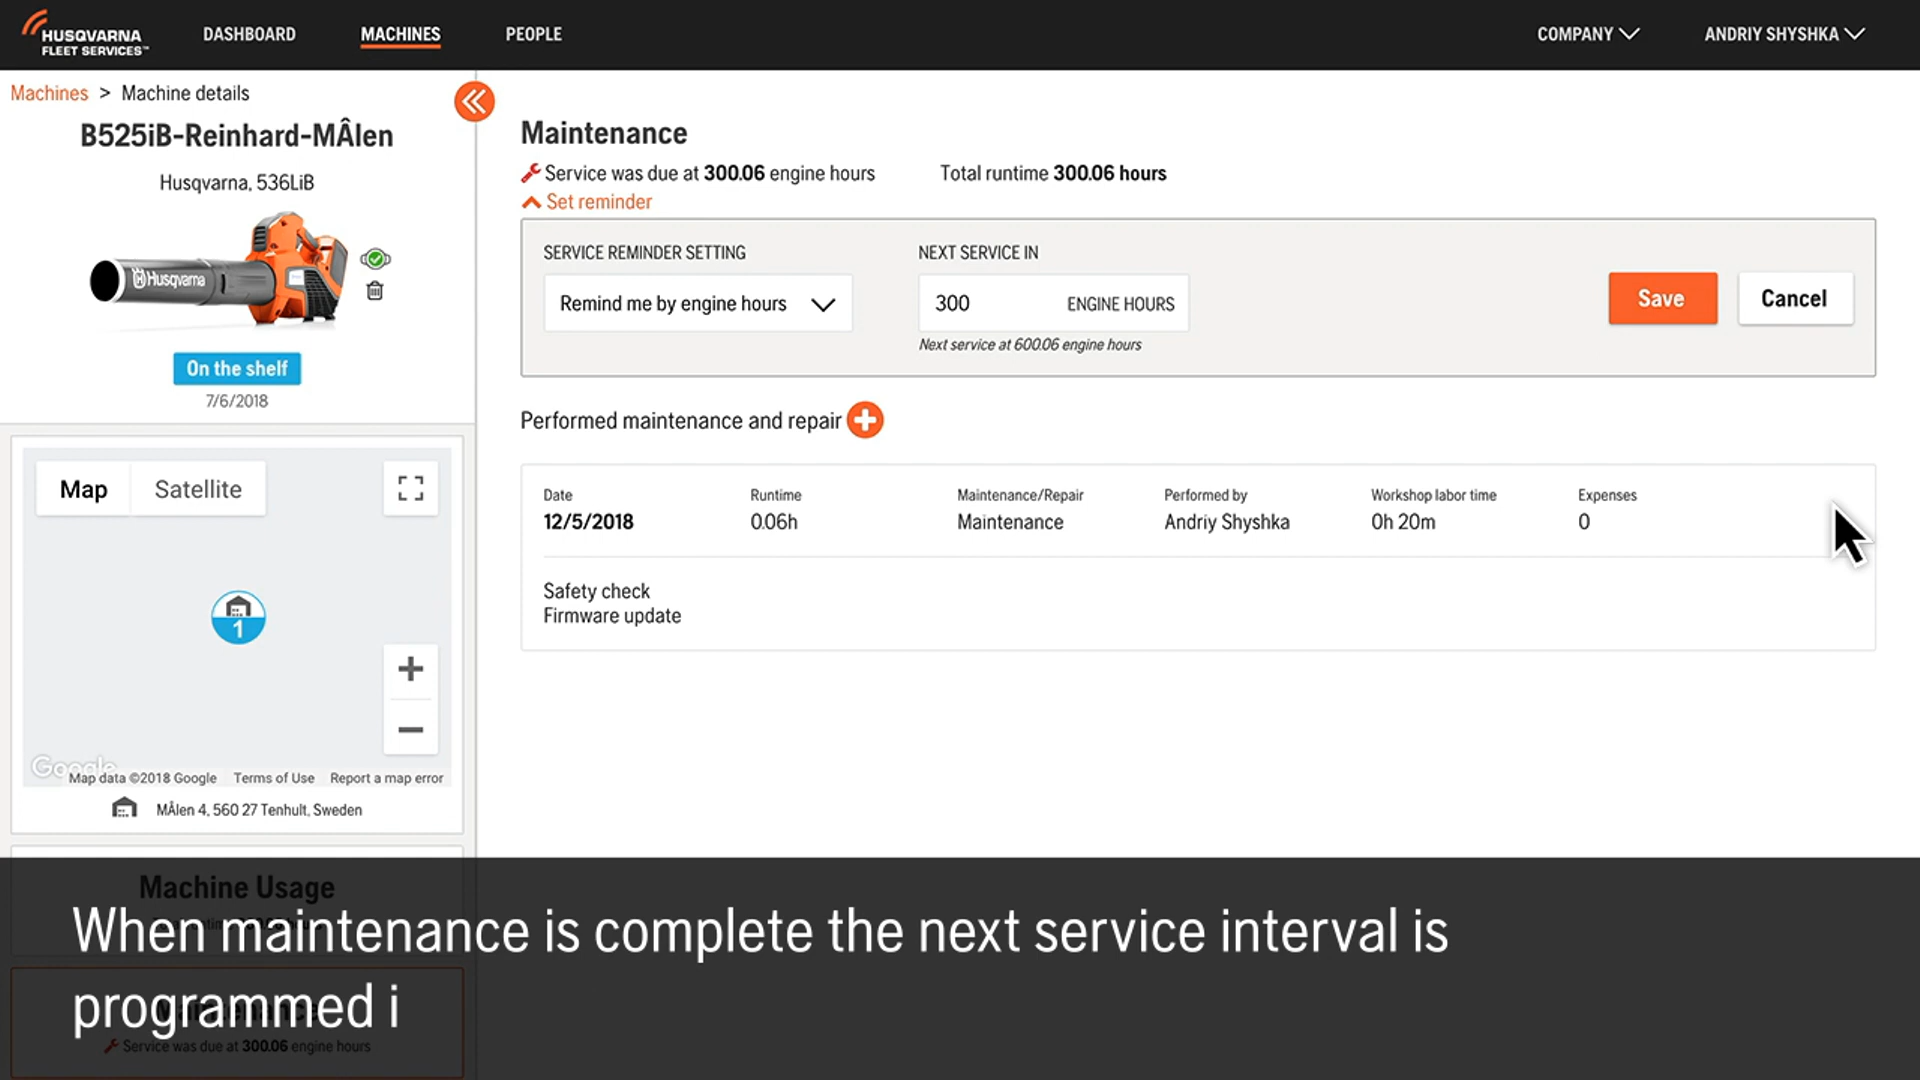 HUSQVARNA
FLEET SERVICES™
DASHBOARD
MACHINES
PEOPLE
COMPANY
ANDRIY SHYSHKA
Machines > Machine details
B525iB-Reinhard-MÅlen
Husqvarna, 536LiB
Husqvarna
On the shelf
7/6/2018
Map
Satellite
1
Google
Map data ©2018 Google Terms of Use Report a map error
MÅlen 4, 560 27 Tenhult, Sweden
Machine Usage
Service was due at 300.06 engine hours
Maintenance
Service was due at 300.06 engine hours
Total runtime 300.06 hours
Set reminder
SERVICE REMINDER SETTING
Remind me by engine hours
NEXT SERVICE IN
300 ENGINE HOURS
Next service at 600.06 engine hours
Save
Cancel
Performed maintenance and repair
Date
12/5/2018
Runtime
0.06h
Maintenance/Repair
Maintenance
Performed by
Andriy Shyshka
Workshop labor time
0h 20m
Expenses
0
Safety check
Firmware update
When maintenance is complete the next service interval is
programmed i